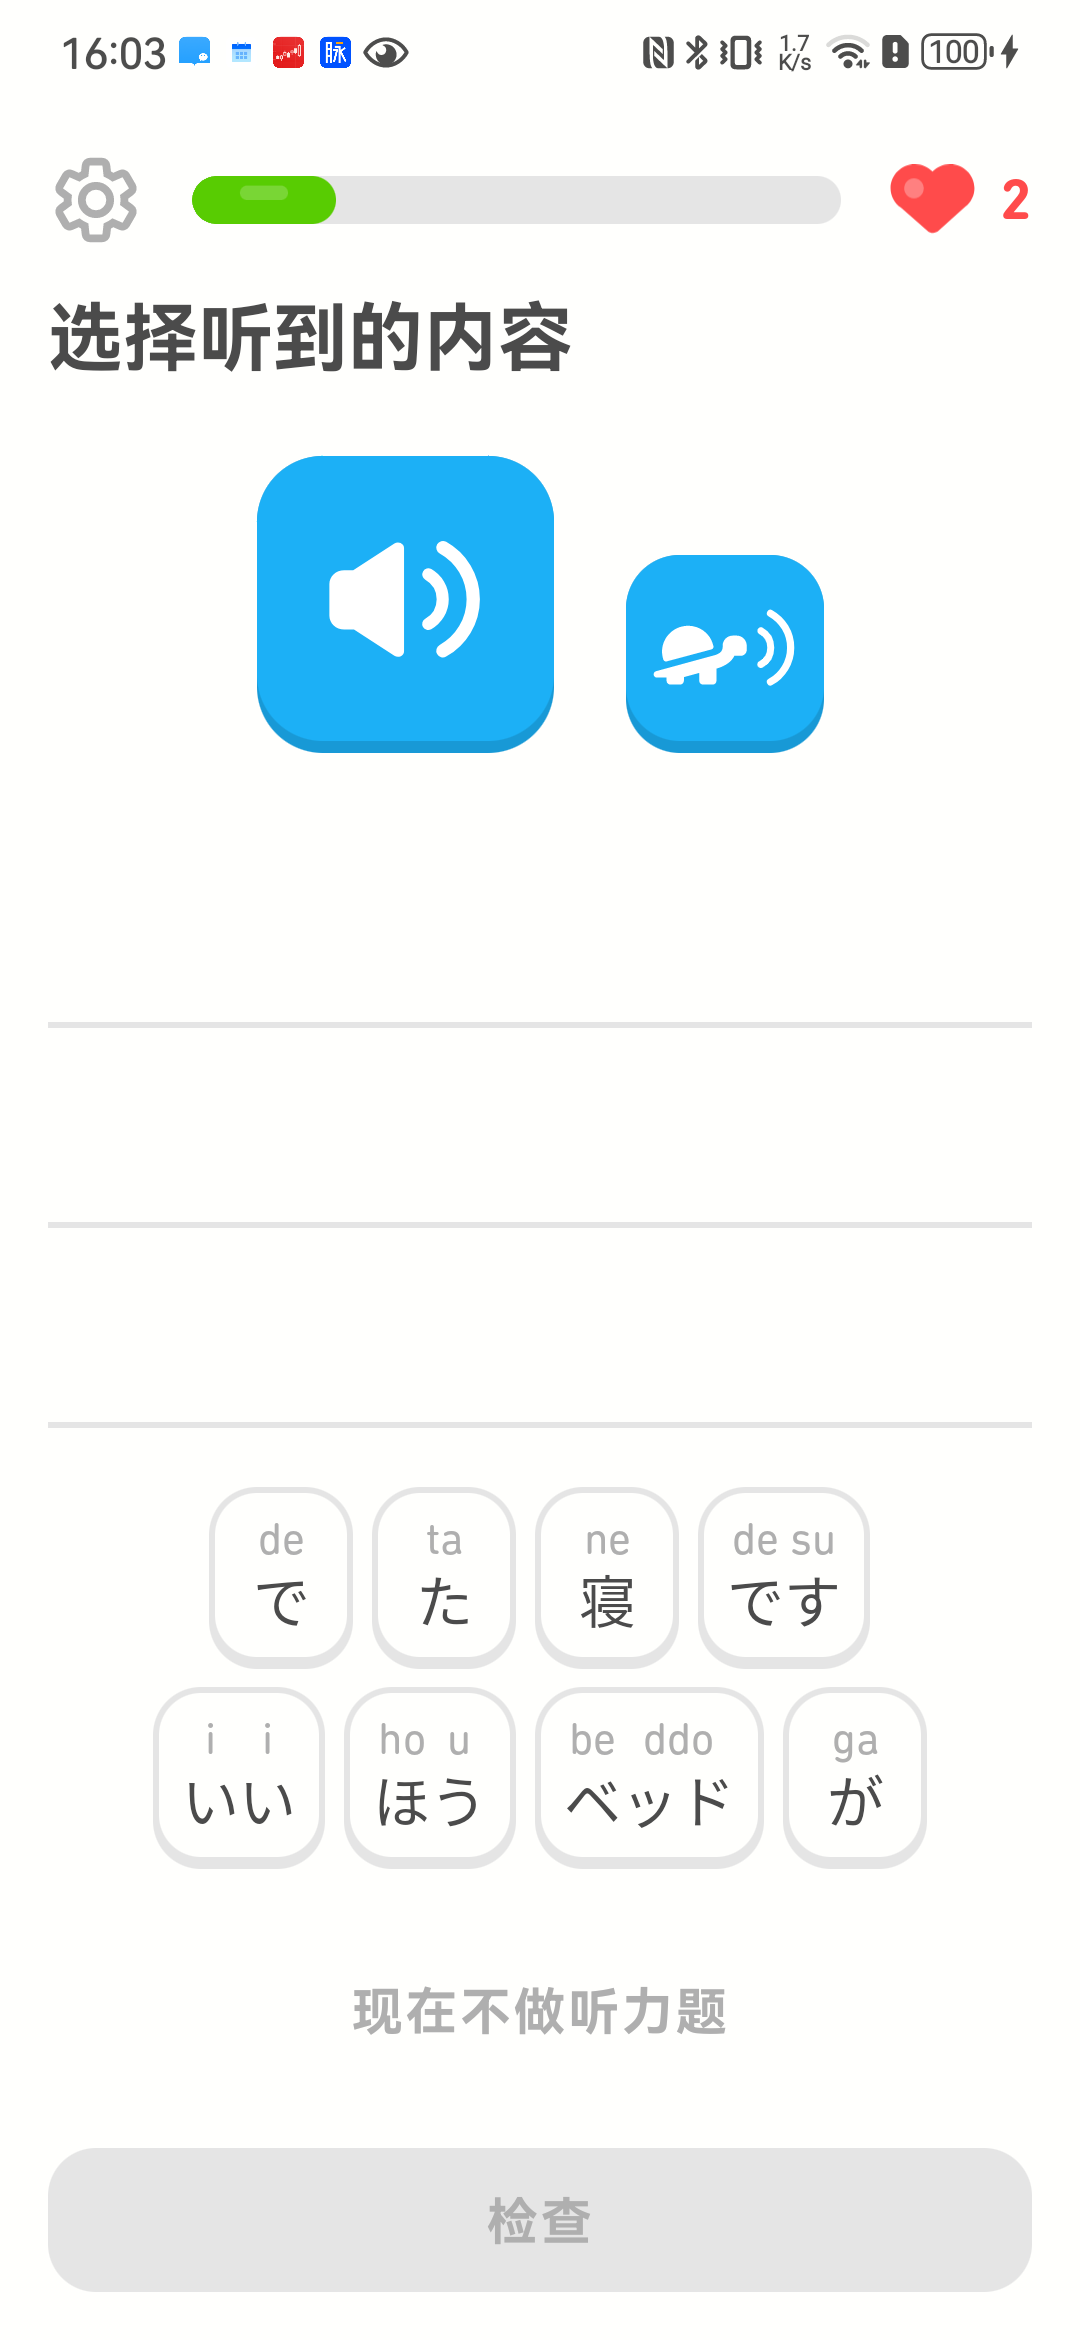 16:03 脉 1.7 K/s 100
2
选择听到的内容
de ta ne de su
で た 寝 です
i i ho u be ddo ga
いい ほう ベッド が
现在不做听力题
检查